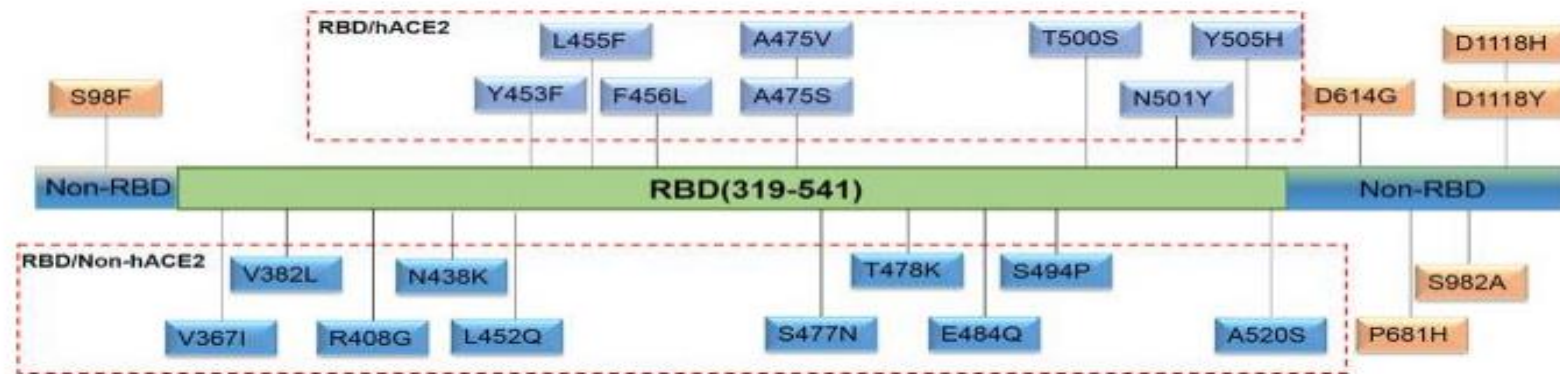 RBD/hACE2
L455F
A475V
T500S
Y505H
D1118H
S98F
Y453F
F456L
A475S
N501Y
D614G
D1118Y
Non-RBD
RBD(319-541)
Non-RBD
RBD/Non-hACE2
V382L
N438K
T478K
S494P
S982A
V367I
R408G
L452Q
S477N
E484Q
A520S
P681H